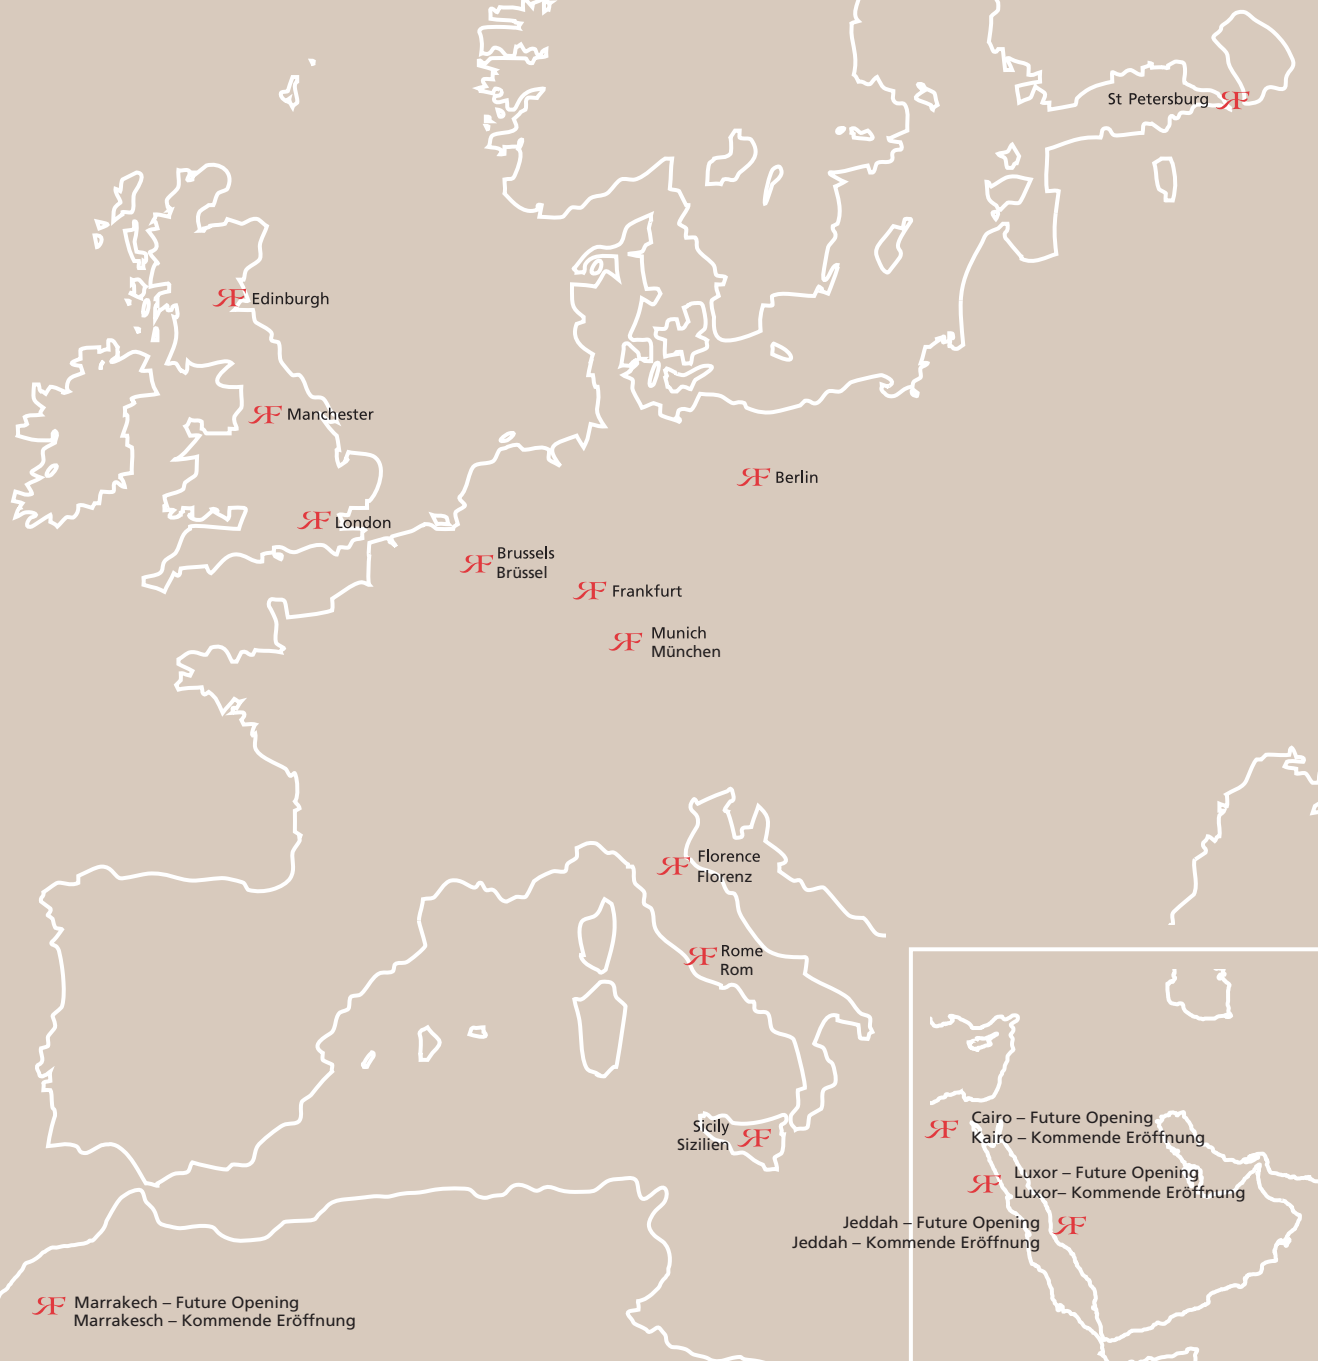 St Petersburg
Edinburgh
Manchester
Berlin
London
Brussels
Brüssel
Frankfurt
Munich
München
Florence
Florenz
Rome
Rom
Sicily
Sizilien
Cairo – Future Opening
Kairo – Kommende Eröffnung
Luxor – Future Opening
Luxor– Kommende Eröffnung
Jeddah – Future Opening
Jeddah – Kommende Eröffnung
Marrakech – Future Opening
Marrakesch – Kommende Eröffnung